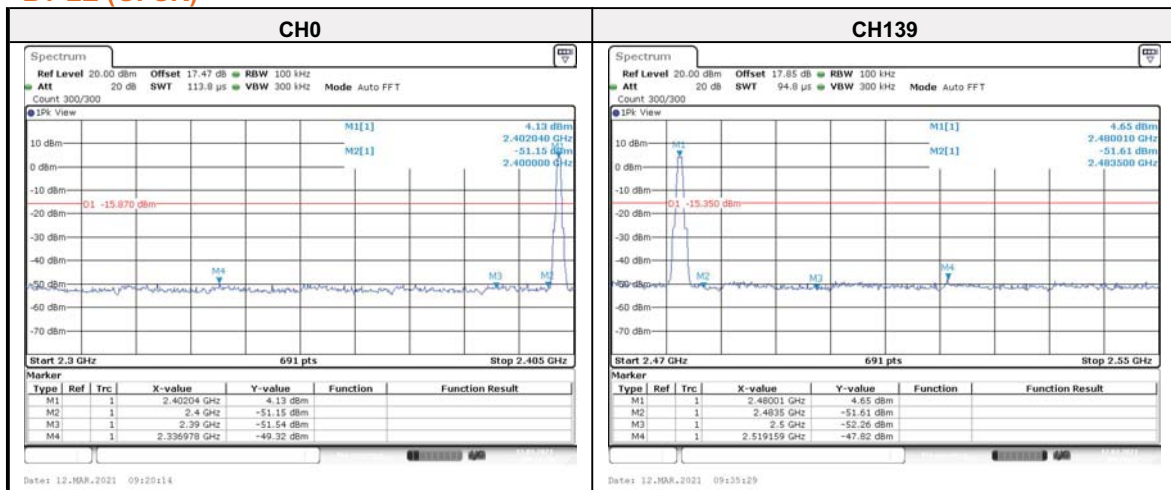 CH0
CH139
Spectrum
Ref Level 20.00 dBm Offset 17.47 dB RBW 100 kHz
Att 20 dB SWT 113.8 µs VBW 300 kHz Mode Auto FFT
Count 300/300
1Pk View
M1[1] 4.13 dBm
2.402040 GHz
M2[1] -51.15 dBm
2.400000 GHz
M1
10 dBm
0 dBm
-10 dBm
D1 -15.870 dBm
-20 dBm
-30 dBm
-40 dBm
M4
M3
M2
-50 dBm
-60 dBm
-70 dBm
Start 2.3 GHz 691 pts Stop 2.405 GHz
Marker
Type Ref Trc X-value Y-value Function Function Result
M1 1 2.40204 GHz 4.13 dBm
M2 1 2.4 GHz -51.15 dBm
M3 1 2.39 GHz -51.54 dBm
M4 1 2.336978 GHz -49.32 dBm
Date: 12.MAR.2021 09:20:14
Spectrum
Ref Level 20.00 dBm Offset 17.85 dB RBW 100 kHz
Att 20 dB SWT 94.8 µs VBW 300 kHz Mode Auto FFT
Count 300/300
1Pk View
M1[1] 4.65 dBm
2.480010 GHz
M2[1] -51.61 dBm
2.483500 GHz
10 dBm
M1
0 dBm
-10 dBm
D1 -15.350 dBm
-20 dBm
-30 dBm
-40 dBm
M2
M3
M4
-50 dBm
-60 dBm
-70 dBm
Start 2.47 GHz 691 pts Stop 2.55 GHz
Marker
Type Ref Trc X-value Y-value Function Function Result
M1 1 2.48001 GHz 4.65 dBm
M2 1 2.4835 GHz -51.61 dBm
M3 1 2.5 GHz -52.26 dBm
M4 1 2.519159 GHz -47.82 dBm
Date: 12.MAR.2021 09:35:29